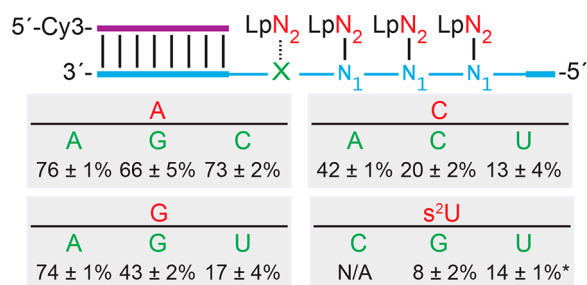 5´-Cy3- LpN2 LpN2 LpN2 LpN2
3´- X N1 N1 N1 -5´
A
A G C
76 ± 1% 66 ± 5% 73 ± 2%
C
A C U
42 ± 1% 20 ± 2% 13 ± 4%
G
A G U
74 ± 1% 43 ± 2% 17 ± 4%
s²U
C G U
N/A 8 ± 2% 14 ± 1%*